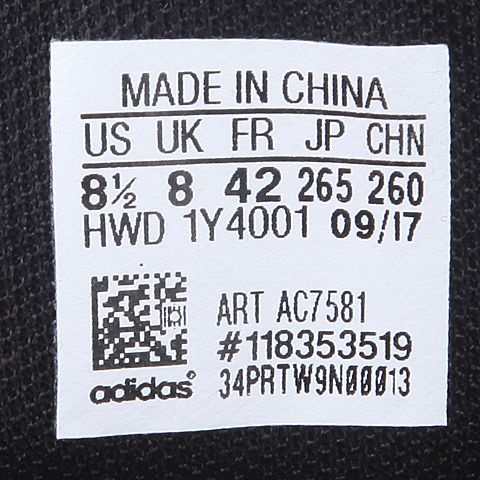 MADE IN CHINA
US UK FR JP CHN
8½ 8 42 265 260
HWD 1Y4001 09/17
ART AC7581
#118353519
adidas® 34PRTW9N00013